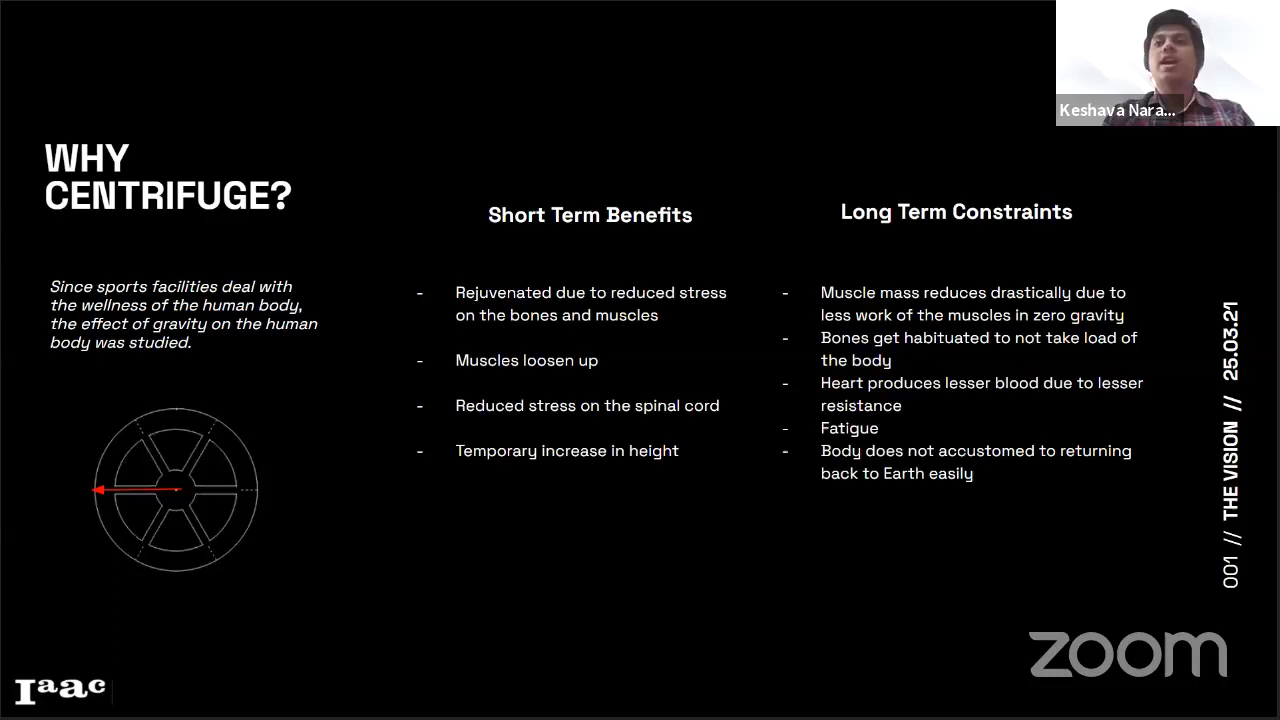 Keshava Nara...
WHY
CENTRIFUGE?
Since sports facilities deal with
the wellness of the human body,
the effect of gravity on the human
body was studied.
Short Term Benefits
- Rejuvenated due to reduced stress
on the bones and muscles
- Muscles loosen up
- Reduced stress on the spinal cord
- Temporary increase in height
Long Term Constraints
- Muscle mass reduces drastically due to
less work of the muscles in zero gravity
- Bones get habituated to not take load of
the body
- Heart produces lesser blood due to lesser
resistance
- Fatigue
- Body does not accustomed to returning
back to Earth easily
001 // THE VISION // 25.03.21
zoom
Iaac